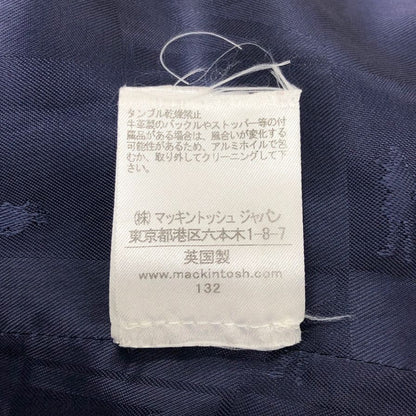 タンブル乾燥禁止
牛革製のバックルやストッパー等の付
属品がある場合は、風合いが変化する
可能性があるため、アルミホイルで包
むか、取り外してクリーニングして下
さい。
(株) マッキントッシュ ジャパン
東京都港区六本木1-8-7
英国製
www.mackintosh.com
132